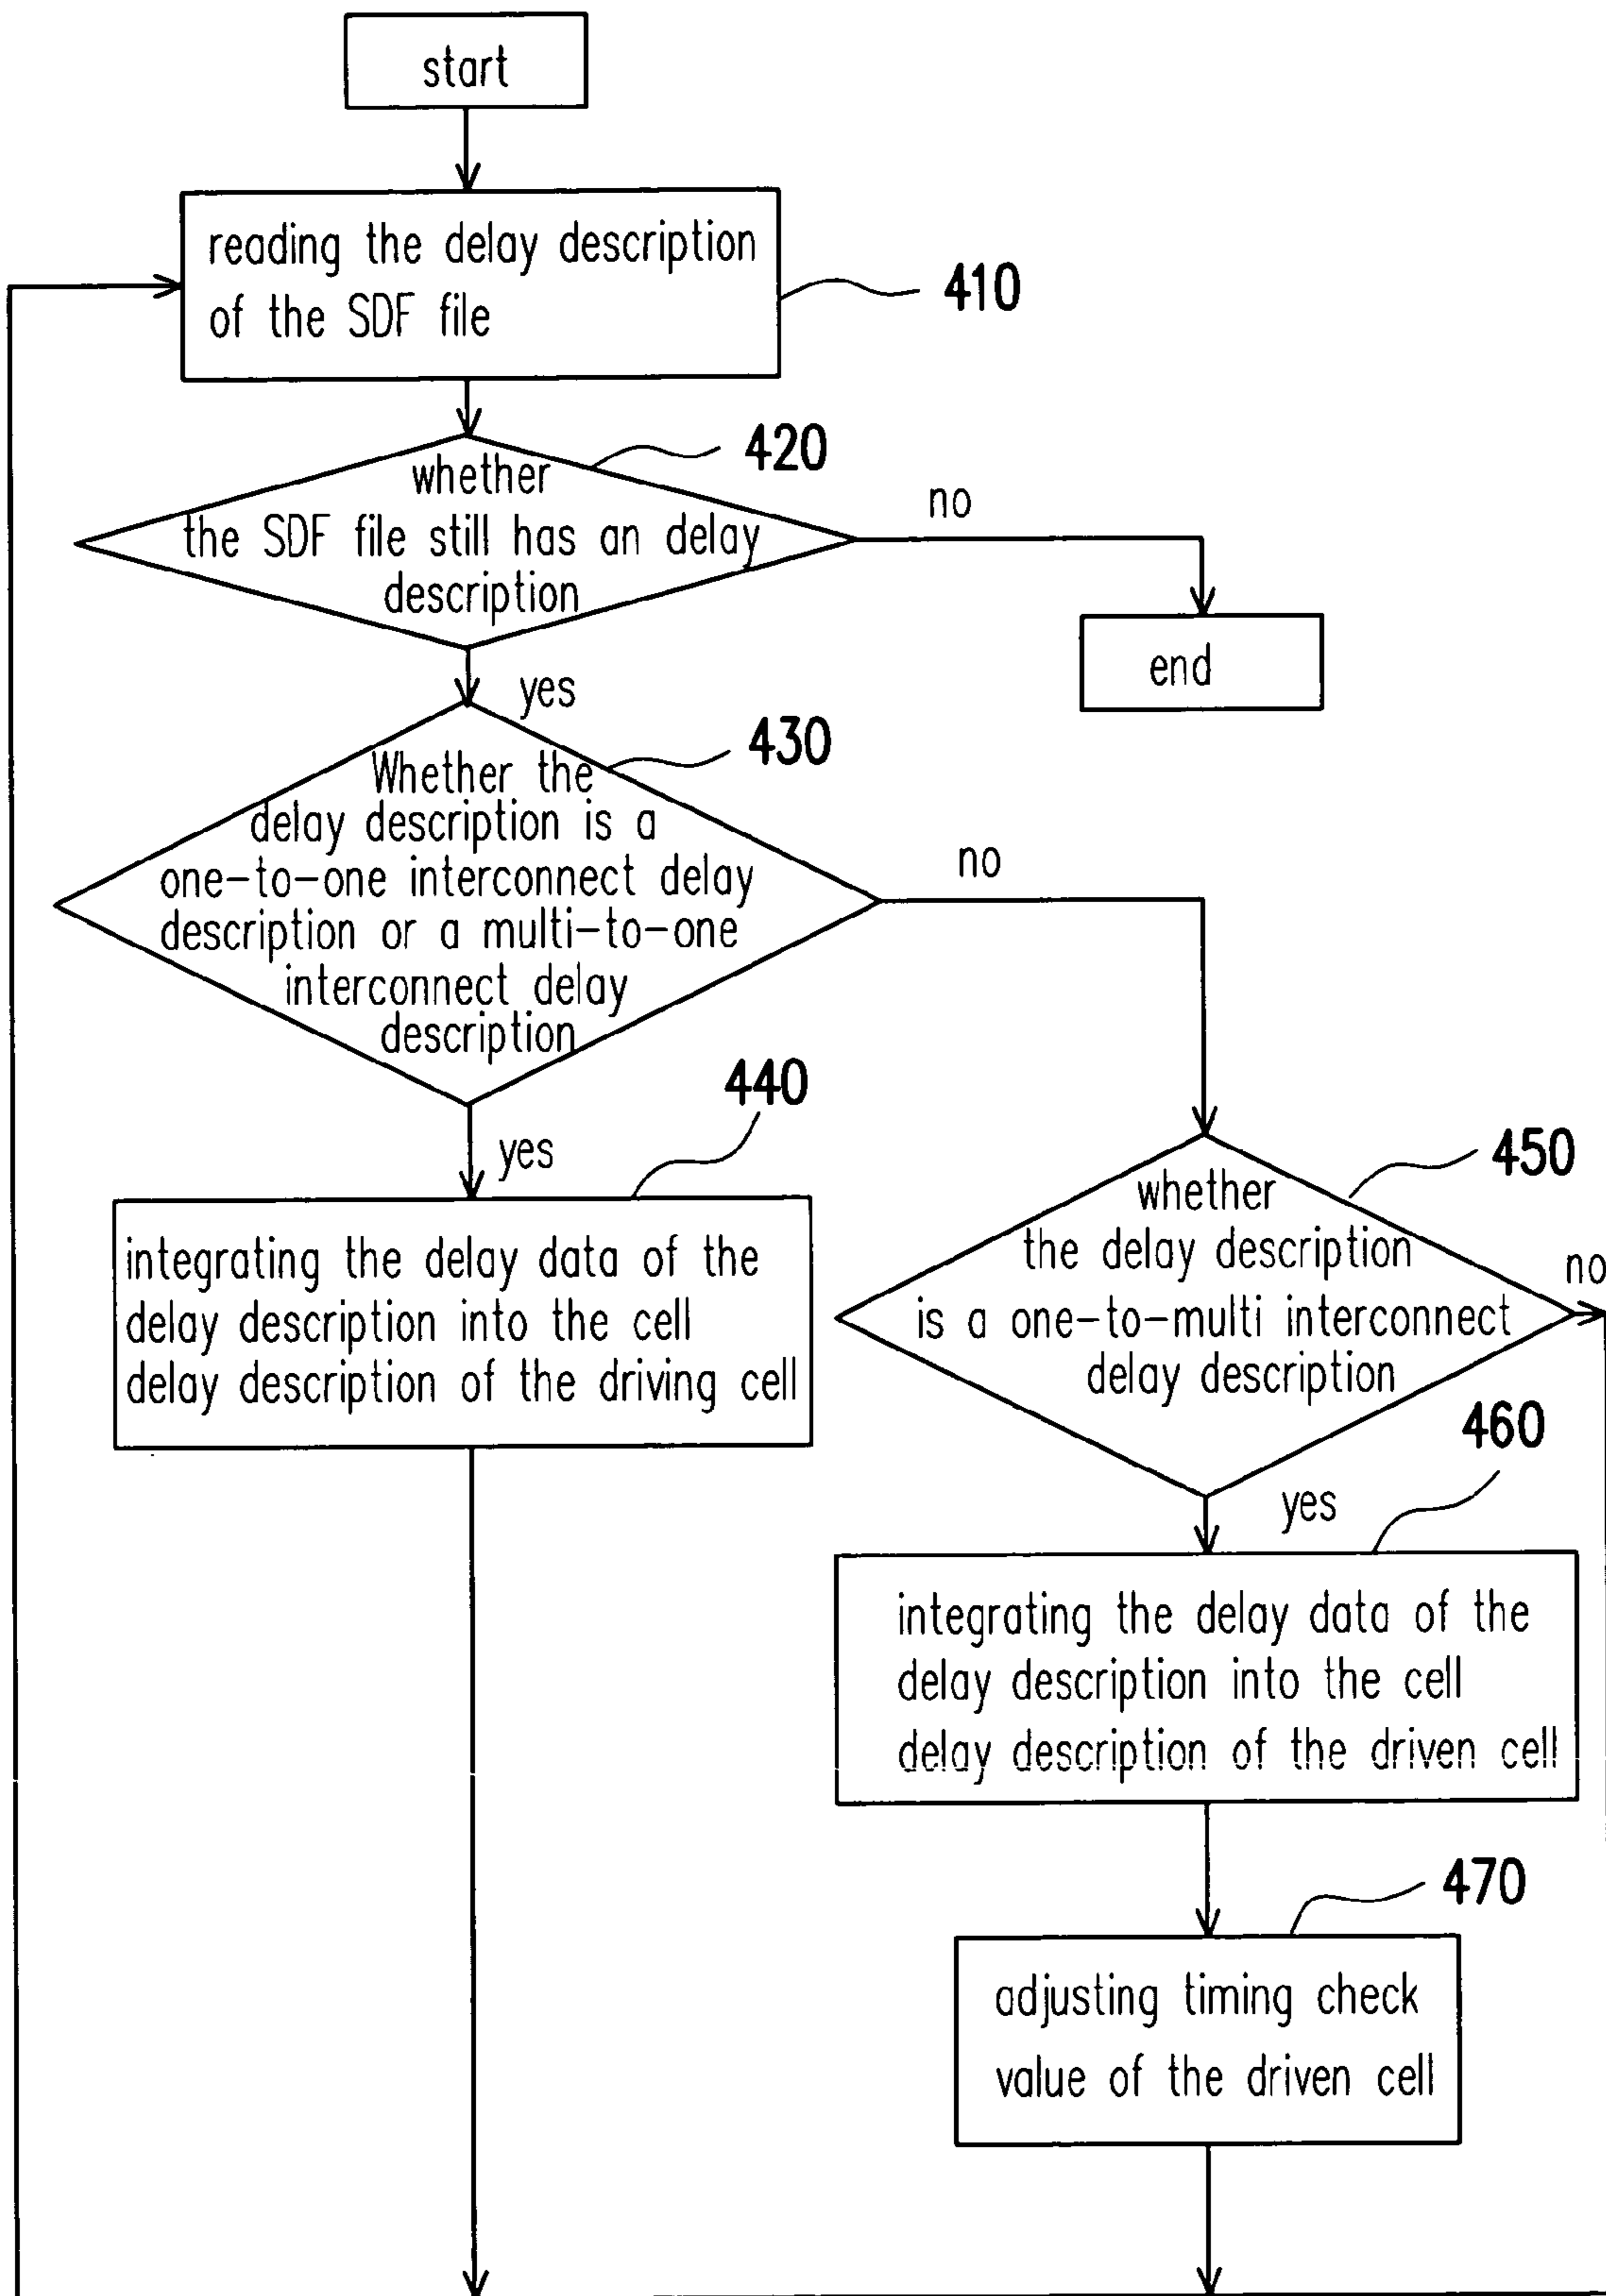 start
reading the delay description
of the SDF file
410
420
whether
the SDF file still has an delay
description
no
end
yes
430
Whether the
delay description is a
one-to-one interconnect delay
description or a multi-to-one
interconnect delay
description
no
yes
440
integrating the delay data of the
delay description into the cell
delay description of the driving cell
450
whether
the delay description
is a one-to-multi interconnect
delay description
no
yes
460
integrating the delay data of the
delay description into the cell
delay description of the driven cell
470
adjusting timing check
value of the driven cell